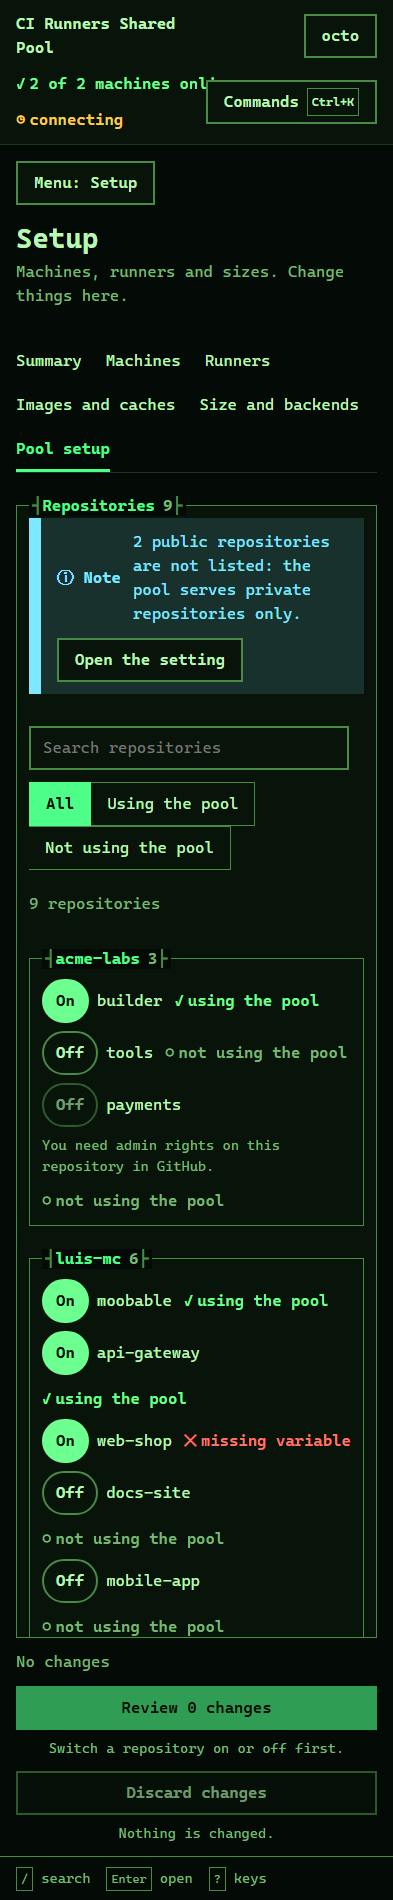 CI Runners Shared
Pool
octo
✓ 2 of 2 machines onli
Commands Ctrl+K
connecting
Menu: Setup
Setup
Machines, runners and sizes. Change
things here.
Summary Machines Runners
Images and caches Size and backends
Pool setup
Repositories 9
ⓘ Note
2 public repositories
are not listed: the
pool serves private
repositories only.
Open the setting
Search repositories
All Using the pool
Not using the pool
9 repositories
acme-labs 3
On builder ✓ using the pool
Off tools ○ not using the pool
Off payments
You need admin rights on this
repository in GitHub.
○ not using the pool
luis-mc 6
On moobable ✓ using the pool
On api-gateway
✓ using the pool
On web-shop ✕ missing variable
Off docs-site
○ not using the pool
Off mobile-app
○ not using the pool
No changes
Review 0 changes
Switch a repository on or off first.
Discard changes
Nothing is changed.
/ search Enter open ? keys